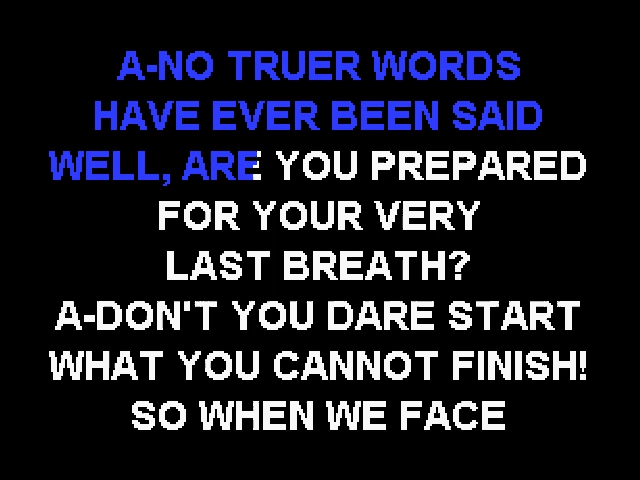 A-NO TRUER WORDS
HAVE EVER BEEN SAID
WELL, ARE YOU PREPARED
FOR YOUR VERY
LAST BREATH?
A-DON'T YOU DARE START
WHAT YOU CANNOT FINISH!
SO WHEN WE FACE